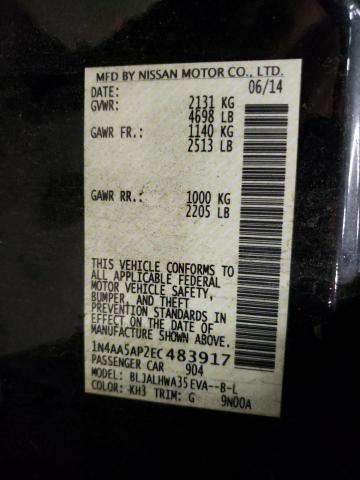 MFD BY NISSAN MOTOR CO., LTD.
DATE: 06/14
GVWR: 2131 KG
4698 LB
GAWR FR.: 1140 KG
2513 LB
GAWR RR.: 1000 KG
2205 LB
THIS VEHICLE CONFORMS TO
ALL APPLICABLE FEDERAL
MOTOR VEHICLE SAFETY,
BUMPER, AND THEFT
PREVENTION STANDARDS IN
EFFECT ON THE DATE OF
MANUFACTURE SHOWN ABOVE.
1N4AA5AP2EC483917
PASSENGER CAR 904
MODEL: BLJALHWA35EVA--B-L
COLOR: KH3 TRIM: G 9N00A